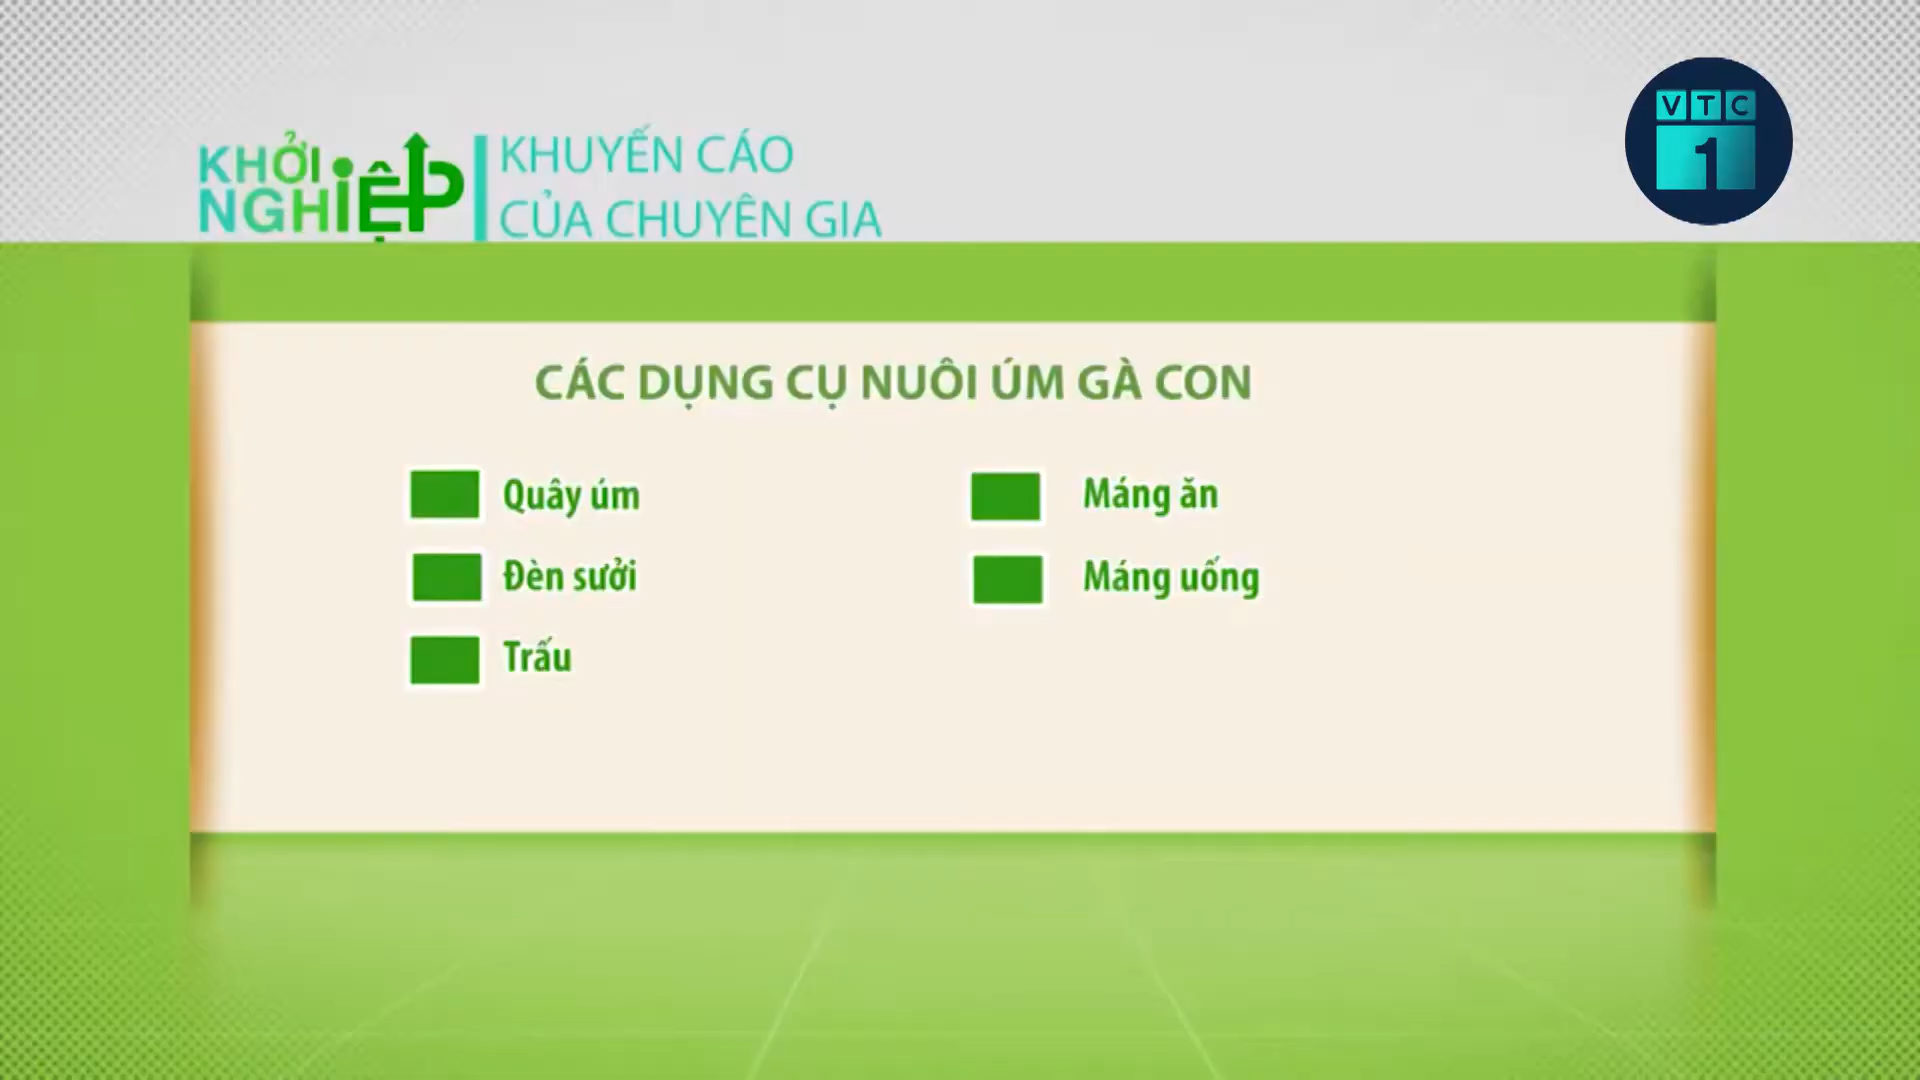 KHỞI
NGHIỆP
KHUYẾN CÁO
CỦA CHUYÊN GIA
VTC
1
CÁC DỤNG CỤ NUÔI ÚM GÀ CON
Quây úm
Đèn sưởi
Trấu
Máng ăn
Máng uống